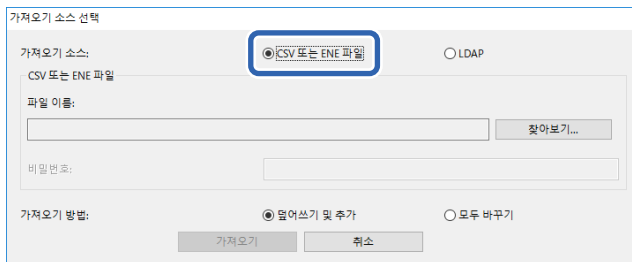 가져오기 소스 선택
가져오기 소스: CSV 또는 ENE 파일 LDAP
CSV 또는 ENE 파일
파일 이름:
찾아보기...
비밀번호:
가져오기 방법: 덮어쓰기 및 추가 모두 바꾸기
가져오기 취소